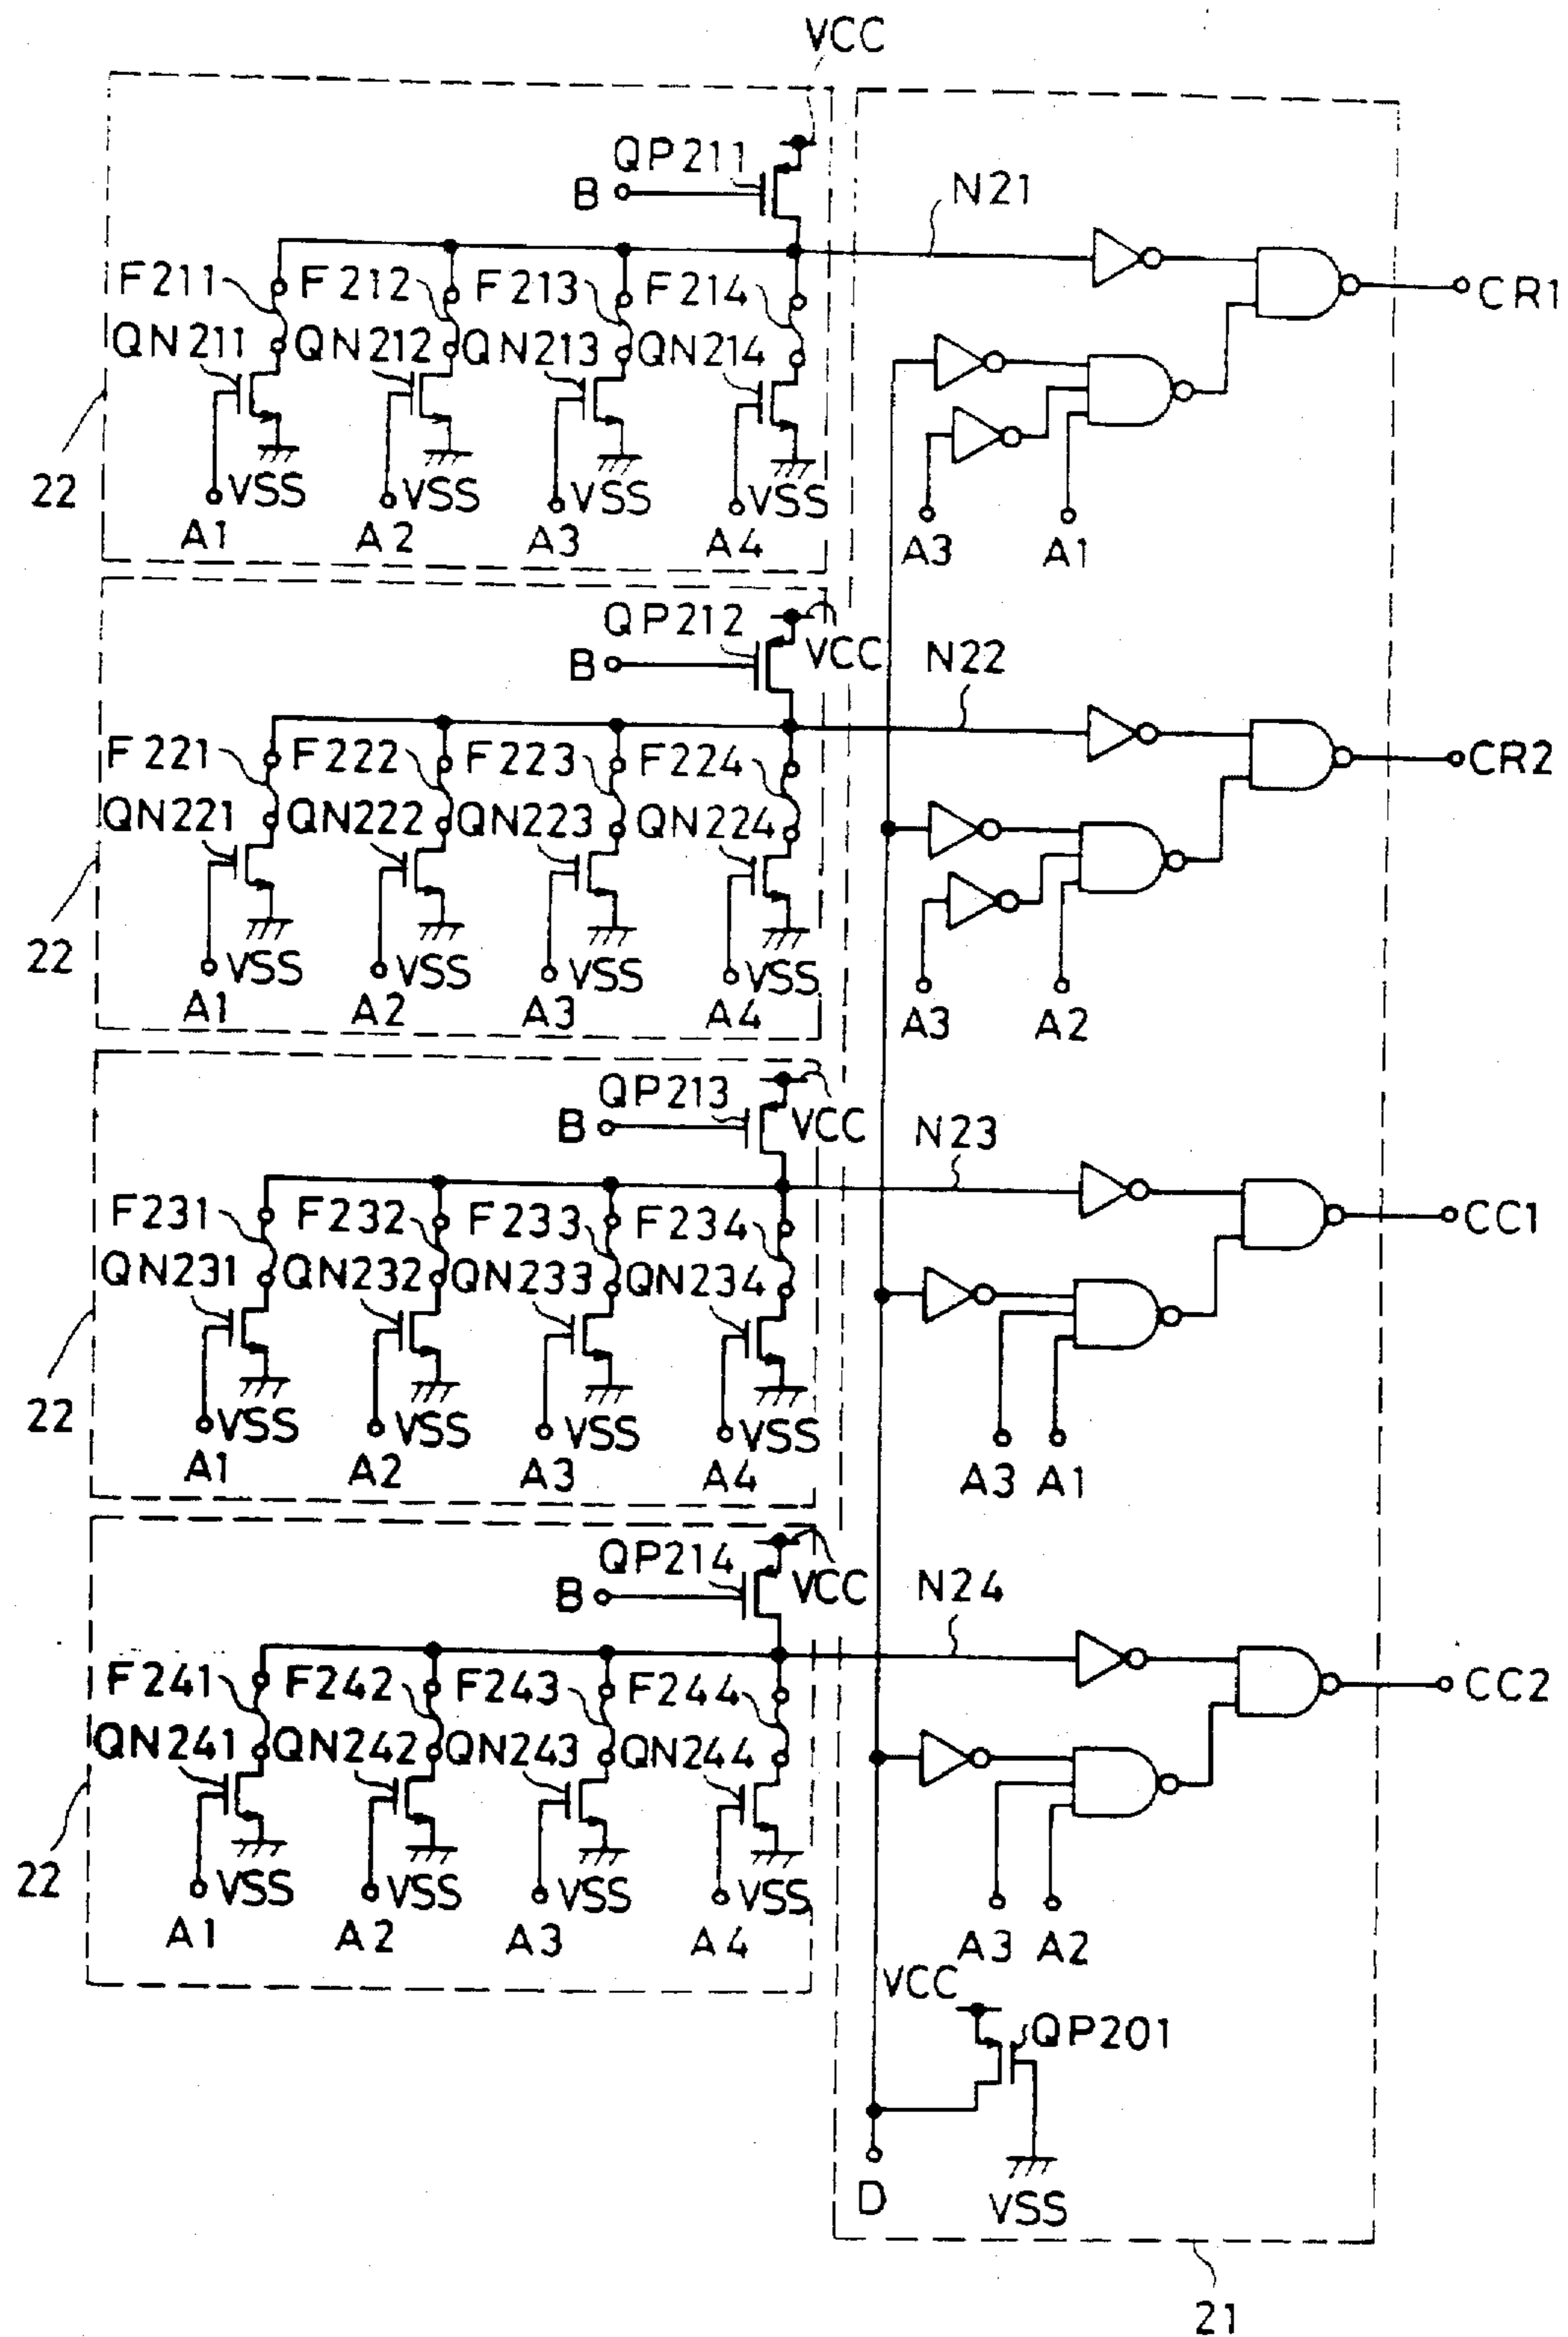 VCC
QP211
B
N21
F211 F212 F213 F214
QN211 QN212 QN213 QN214
CR1
22
VSS VSS VSS VSS
A1 A2 A3 A4
A3 A1
QP212
B
VCC
N22
F221 F222 F223 F224
QN221 QN222 QN223 QN224
CR2
22
VSS VSS VSS VSS
A1 A2 A3 A4
A3 A2
QP213
B
VCC
N23
F231 F232 F233 F234
QN231 QN232 QN233 QN234
CC1
22
VSS VSS VSS VSS
A1 A2 A3 A4
A3 A1
QP214
B
VCC
N24
F241 F242 F243 F244
QN241 QN242 QN243 QN244
CC2
22
VSS VSS VSS VSS
A1 A2 A3 A4
A3 A2
VCC
QP201
D
VSS
21